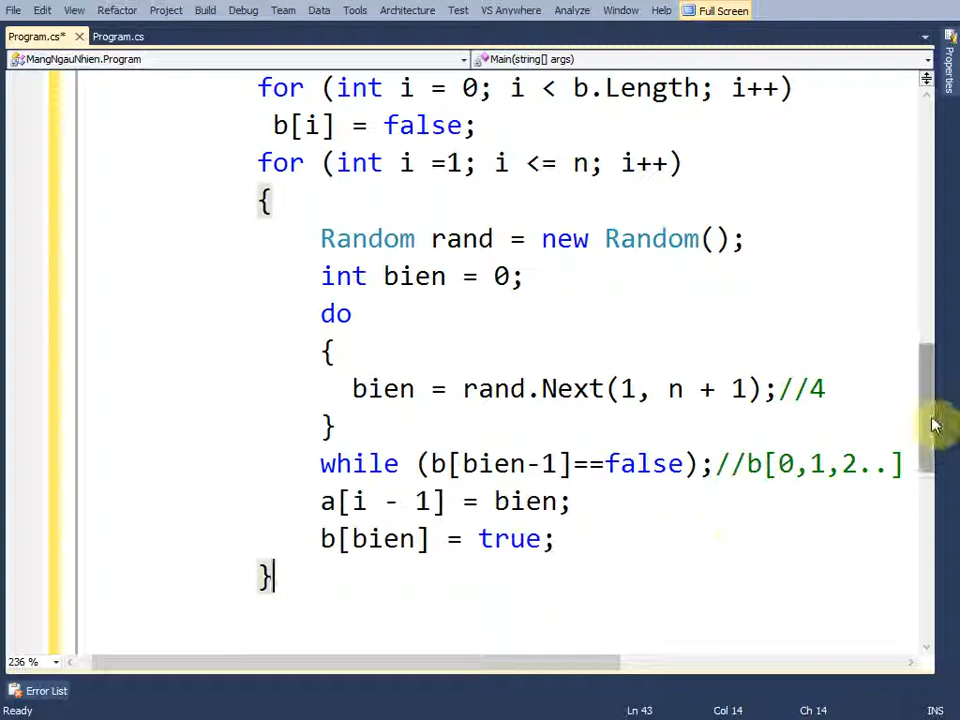 File Edit View Refactor Project Build Debug Team Data Tools Architecture Test VS Anywhere Analyze Window Help Full Screen
Program.cs* Program.cs
MangNgauNhien.Program Main(string[] args)
Properties
for (int i = 0; i < b.Length; i++)
b[i] = false;
for (int i =1; i <= n; i++)
{
Random rand = new Random();
int bien = 0;
do
{
bien = rand.Next(1, n + 1);//4
}
while (b[bien-1]==false);//b[0,1,2..]
a[i - 1] = bien;
b[bien] = true;
}
236 %
Error List
Ready Ln 43 Col 14 Ch 14 INS